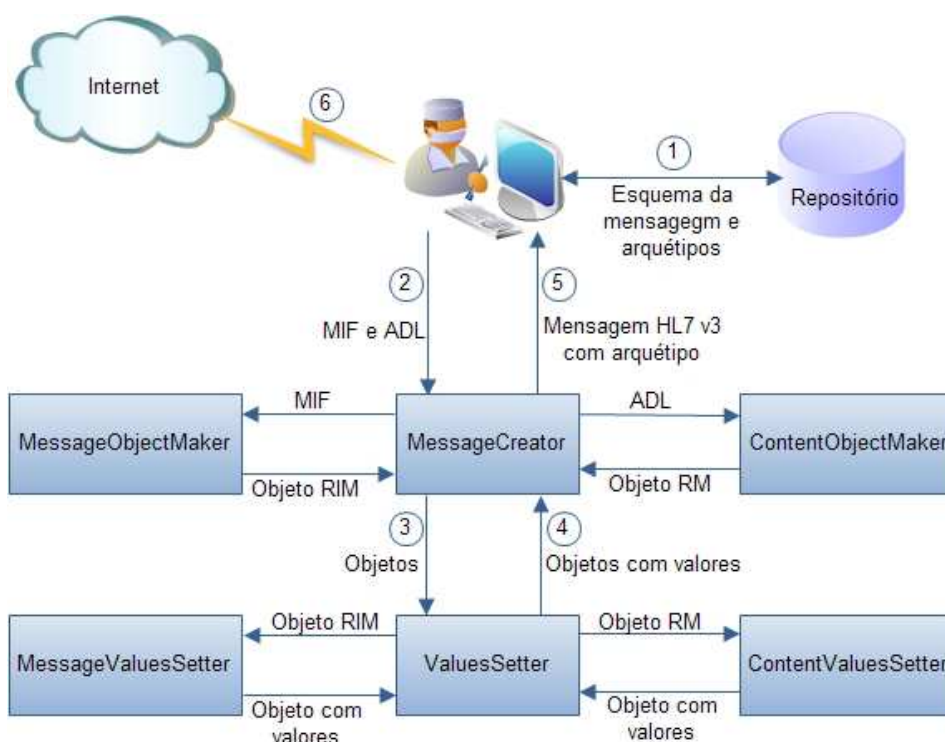 Internet
6
1
Esquema da
mensagegm e
arquétipos
Repositório
2
MIF e ADL
5
Mensagem HL7 v3
com arquétipo
MessageObjectMaker
MIF
Objeto RIM
MessageCreator
ADL
Objeto RM
ContentObjectMaker
3
Objetos
4
Objetos com valores
MessageValuesSetter
Objeto RIM
Objeto com
valores
ValuesSetter
Objeto RM
Objeto com
valores
ContentValuesSetter